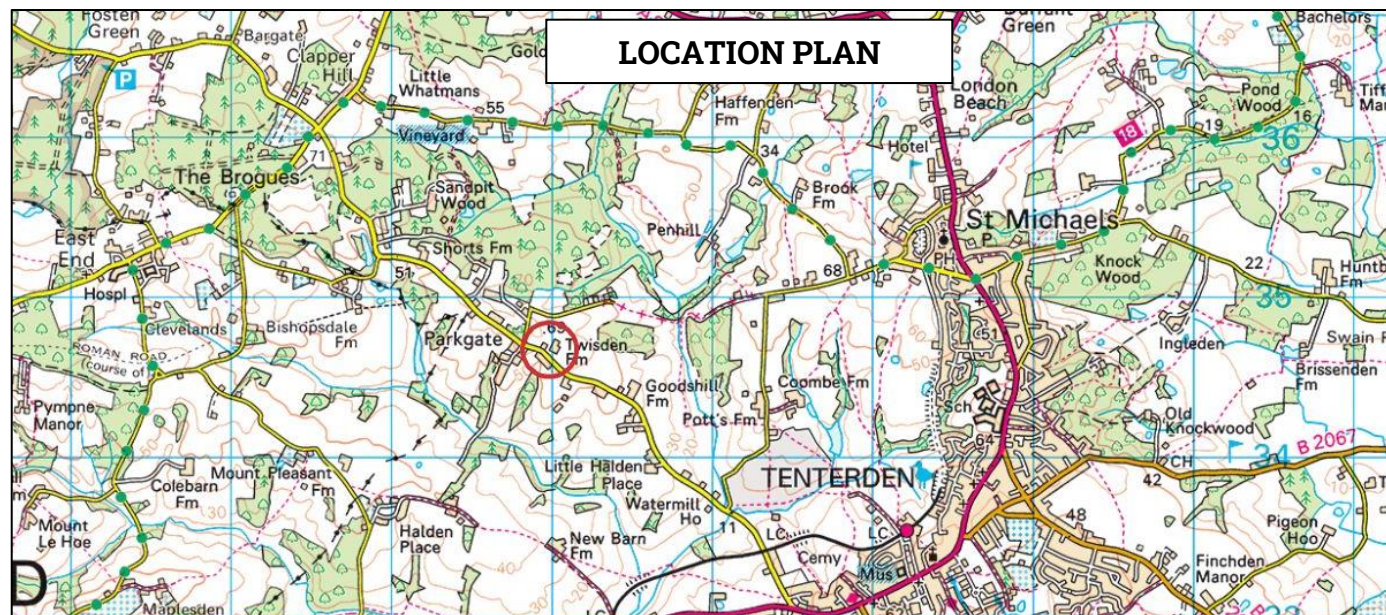 LOCATION PLAN
Bargate
Green
Clapper
Hill
Little
Whatmans
55
Vineyard
71
The Brogues
P
Sandpit
Wood
Shorts Fm
51
East
End
Hospl
Clevelands
Bishopsdale
Fm
Parkgate
ROMAN ROAD
(course of)
Pympne
Manor
Twisden
Fm
Goodshill
Fm
Pott's Fm
Coombe Fm
Haffenden
Fm
34
Brook
Fm
Penhill
68
Hotel
London
Beach
Green
St Michaels
P
PH
Knock
Wood
18
19
16
36
Pond
Wood
Bachelors
22
35
Ingleden
Swain
Brissenden
Fm
51
Sch
64
Old
Knockwood
CH
34
B 2067
42
48
Pigeon
Hoo
Finchden
Manor
TENTERDEN
LC
LC
Cemy
Mus
Little Halden
Place
Watermill
Ho
11
New Barn
Fm
Halden
Place
Mount Pleasant
Fm
Colebarn
Fm
Mount
Le Hoe
Maplesden
D